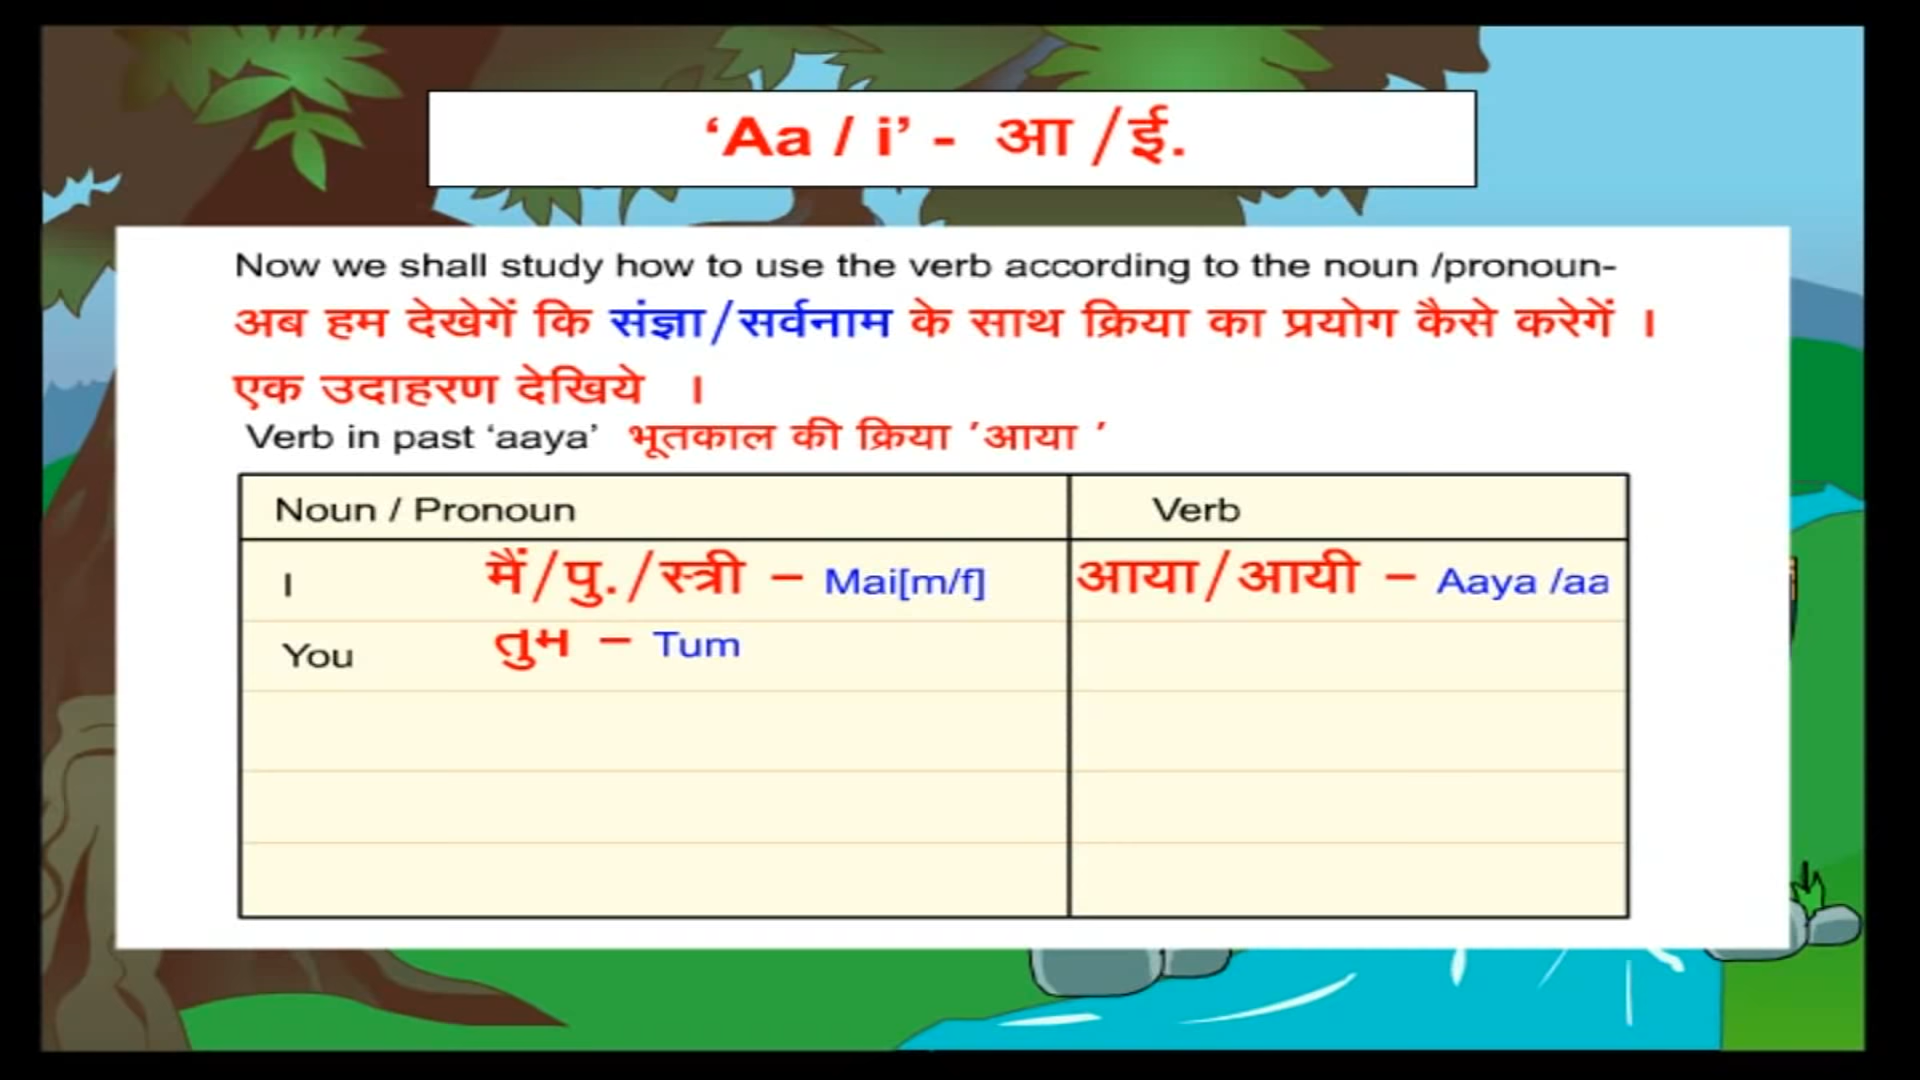 ‘Aa / i’ - आ /ई.
Now we shall study how to use the verb according to the noun /pronoun-
अब हम देखेगें कि संज्ञा/सर्वनाम के साथ क्रिया का प्रयोग कैसे करेगें ।
एक उदाहरण देखिये ।
Verb in past ‘aaya’ भूतकाल की क्रिया ’आया ’
Noun / Pronoun Verb
I मैं/पु./स्त्री – Mai[m/f] आया/आयी – Aaya /aa
You तुम – Tum